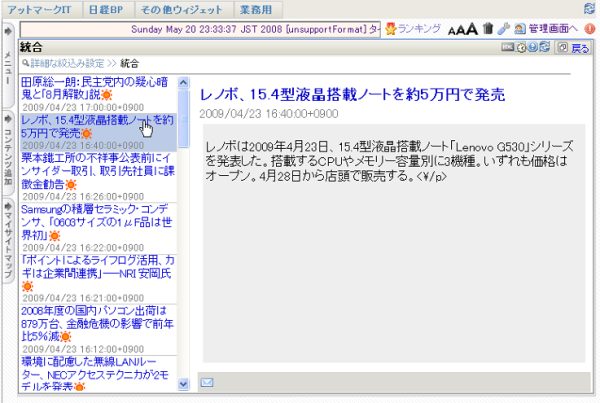 アットマークIT 日経BP その他ウィジェット 業務用
Sunday May 20 23:33:37 JST 2008 [unsupportFormat] タ- ランキング AAA 管理画面へ
統合 戻る
詳細な絞込み設定 >> 統合
メニュー
コンテンツ追加
マイサイトマップ
田原総一朗: 民主党内の疑心暗
鬼と「8月解散」説
2009/04/23 17:00:00+0900
レノボ、15.4型液晶搭載ノートを約
5万円で発売
2009/04/23 16:40:00+0900
栗本鐵工所の不祥事公表前にイ
ンサイダー取引、取引先社員に課
徴金勧告
2009/04/23 16:26:00+0900
Samsungの積層セラミック・コンデ
ンサ、「0603サイズの1μF品は世
界初」
2009/04/23 16:22:00+0900
「ポイントによるライフログ活用、カ
ギは企業間連携」――NRI 安岡氏
2009/04/23 16:21:00+0900
2008年度の国内パソコン出荷は
879万台、金融危機の影響で前年
比5%減
2009/04/23 16:12:00+0900
環境に配慮した無線LANルー
ター、NECアクセステクニカが2モ
デルを発表
レノボ、15.4型液晶搭載ノートを約5万円で発売
2009/04/23 16:40:00+0900
レノボは2009年4月23日、15.4型液晶搭載ノート「Lenovo G530」シリーズ
を発表した。搭載するCPUやメモリー容量別に3機種。いずれも価格は
オープン。4月28日から店頭で販売する。<¥/p>